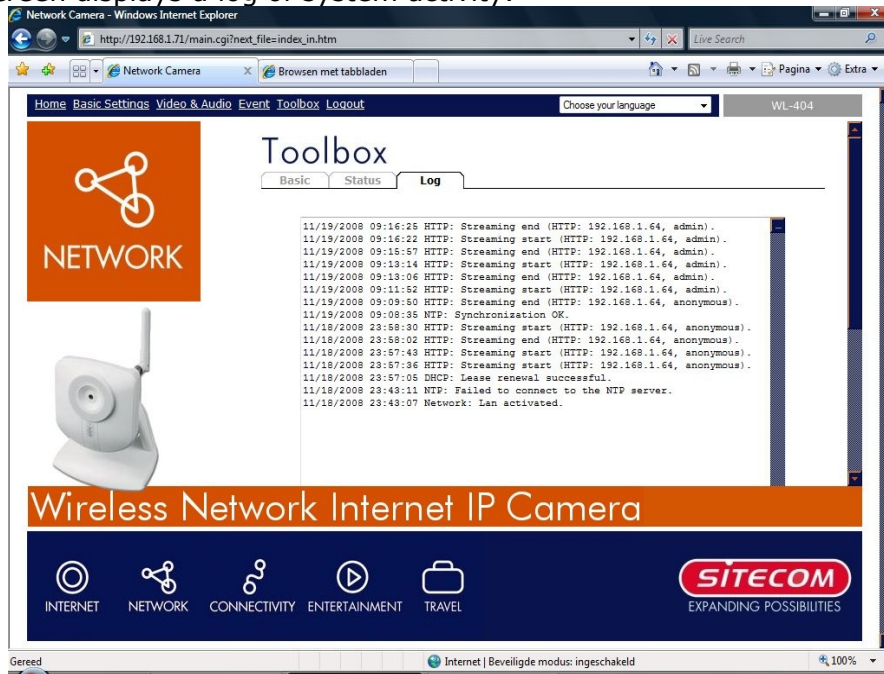 screen displays a log of system activity.
Network Camera - Windows Internet Explorer
http://192.168.1.71/main.cgi?next_file=index_in.htm
Live Search
Network Camera
Browsen met tabbladen
Pagina
Extra
Home Basic Settings Video & Audio Event Toolbox Logout
Choose your language
WL-404
Toolbox
Basic Status Log
NETWORK
11/19/2008 09:16:25 HTTP: Streaming end (HTTP: 192.168.1.64, admin).
11/19/2008 09:16:22 HTTP: Streaming start (HTTP: 192.168.1.64, admin).
11/19/2008 09:15:57 HTTP: Streaming end (HTTP: 192.168.1.64, admin).
11/19/2008 09:13:14 HTTP: Streaming start (HTTP: 192.168.1.64, admin).
11/19/2008 09:13:06 HTTP: Streaming end (HTTP: 192.168.1.64, admin).
11/19/2008 09:11:52 HTTP: Streaming start (HTTP: 192.168.1.64, admin).
11/19/2008 09:09:50 HTTP: Streaming end (HTTP: 192.168.1.64, anonymous).
11/19/2008 09:08:35 NTP: Synchronization OK.
11/18/2008 23:58:30 HTTP: Streaming start (HTTP: 192.168.1.64, anonymous).
11/18/2008 23:58:02 HTTP: Streaming end (HTTP: 192.168.1.64, anonymous).
11/18/2008 23:57:43 HTTP: Streaming start (HTTP: 192.168.1.64, anonymous).
11/18/2008 23:57:36 HTTP: Streaming start (HTTP: 192.168.1.64, anonymous).
11/18/2008 23:57:05 DHCP: Lease renewal successful.
11/18/2008 23:43:11 NTP: Failed to connect to the NTP server.
11/18/2008 23:43:07 Network: Lan activated.
Wireless Network Internet IP Camera
INTERNET NETWORK CONNECTIVITY ENTERTAINMENT TRAVEL
SITECOM
EXPANDING POSSIBILITIES
Gereed
Internet | Beveiligde modus: ingeschakeld
100%